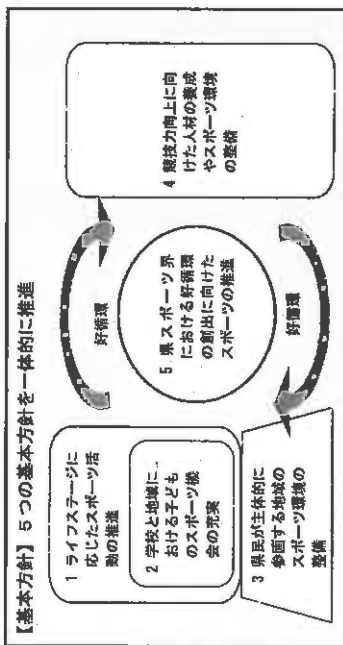 【基本方針】 5つの基本方針を一体的に推進
1 ライフステージに
応じたスポーツ活
動の推進
2 学校と地域に
おける子ども
のスポーツ機
会の充実
3 県民が主体的に
参画する地域の
スポーツ環境の
整備
好循環
5 県スポーツ界
における好循環
の創出に向けた
スポーツの推進
好循環
4 競技力向上に向
けた人材の養成
やスポーツ環境
の整備